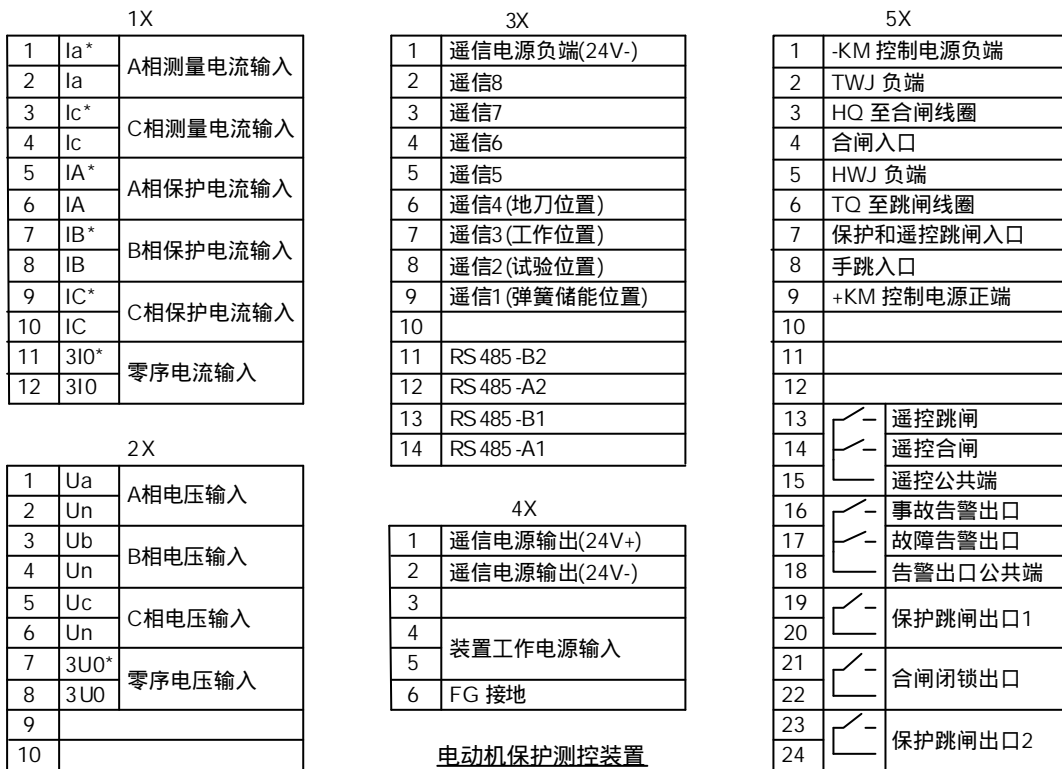 1X
1 Ia* A相测量电流输入
2 Ia
3 Ic* C相测量电流输入
4 Ic
5 IA* A相保护电流输入
6 IA
7 IB* B相保护电流输入
8 IB
9 IC* C相保护电流输入
10 IC
11 3I0* 零序电流输入
12 3I0
2X
1 Ua A相电压输入
2 Un
3 Ub B相电压输入
4 Un
5 Uc C相电压输入
6 Un
7 3U0* 零序电压输入
8 3U0
9
10
3X
1 遥信电源负端(24V-)
2 遥信8
3 遥信7
4 遥信6
5 遥信5
6 遥信4(地刀位置)
7 遥信3(工作位置)
8 遥信2(试验位置)
9 遥信1(弹簧储能位置)
10
11 RS485-B2
12 RS485-A2
13 RS485-B1
14 RS485-A1
4X
1 遥信电源输出(24V+)
2 遥信电源输出(24V-)
3
4 装置工作电源输入
5
6 FG 接地
电动机保护测控装置
5X
1 -KM 控制电源负端
2 TWJ 负端
3 HQ 至合闸线圈
4 合闸入口
5 HWJ 负端
6 TQ 至跳闸线圈
7 保护和遥控跳闸入口
8 手跳入口
9 +KM 控制电源正端
10
11
12
13 遥控跳闸
14 遥控合闸
15 遥控公共端
16 事故告警出口
17 故障告警出口
18 告警出口公共端
19 保护跳闸出口1
20
21 合闸闭锁出口
22
23 保护跳闸出口2
24